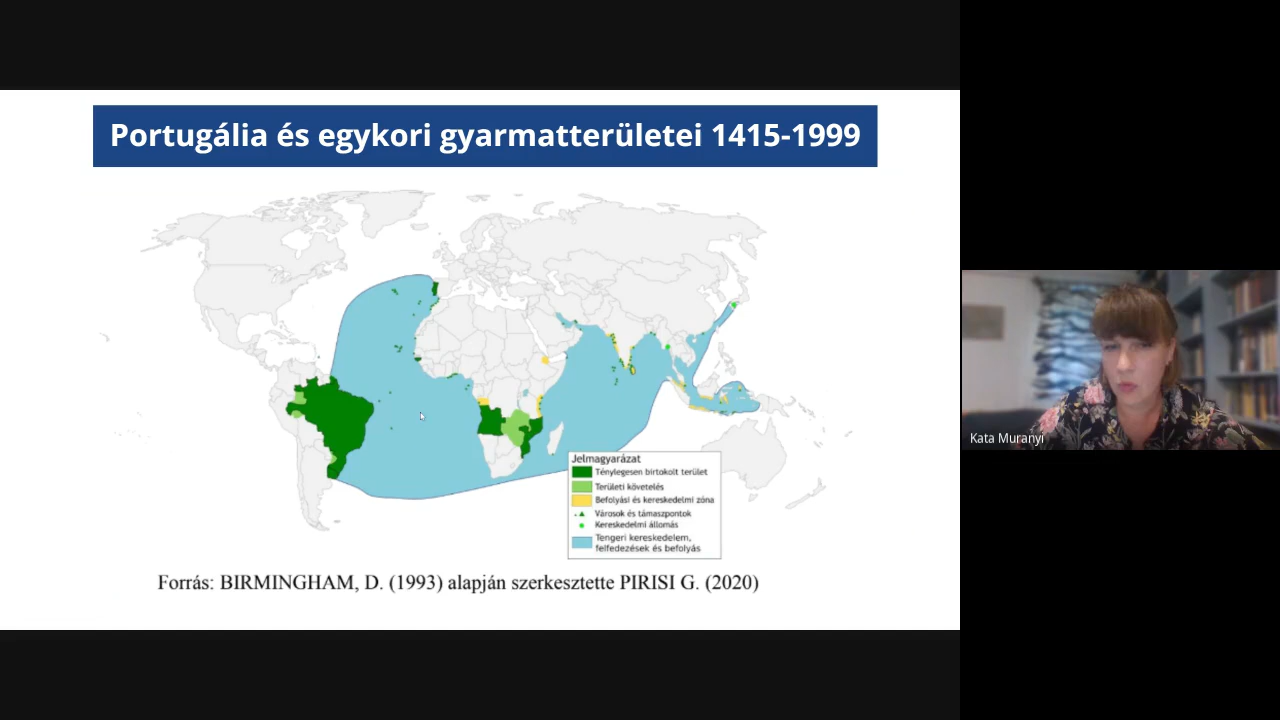 Portugália és egykori gyarmatterületei 1415-1999
Jelmagyarázat
Ténylegesen birtokolt terület
Területi követelés
Befolyási és kereskedelmi zóna
Városok és támaszpontok
Kereskedelmi állomás
Tengeri kereskedelem,
felfedezések és befolyás
Forrás: BIRMINGHAM, D. (1993) alapján szerkesztette PIRISI G. (2020)
Kata Muranyi